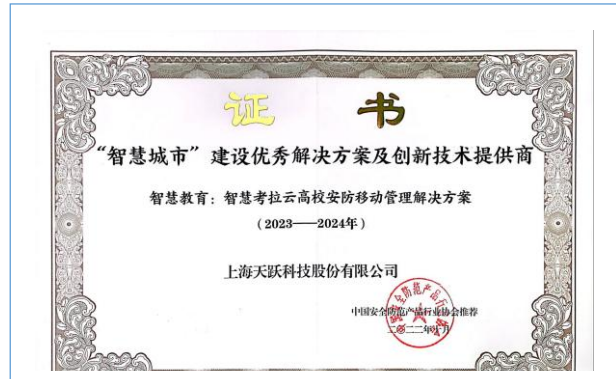 证 书
“智慧城市”建设优秀解决方案及创新技术提供商
智慧教育：智慧考拉云高校安防移动管理解决方案
（2023——2024年）
上海天跃科技股份有限公司
中国安全防范产品行业协会推荐